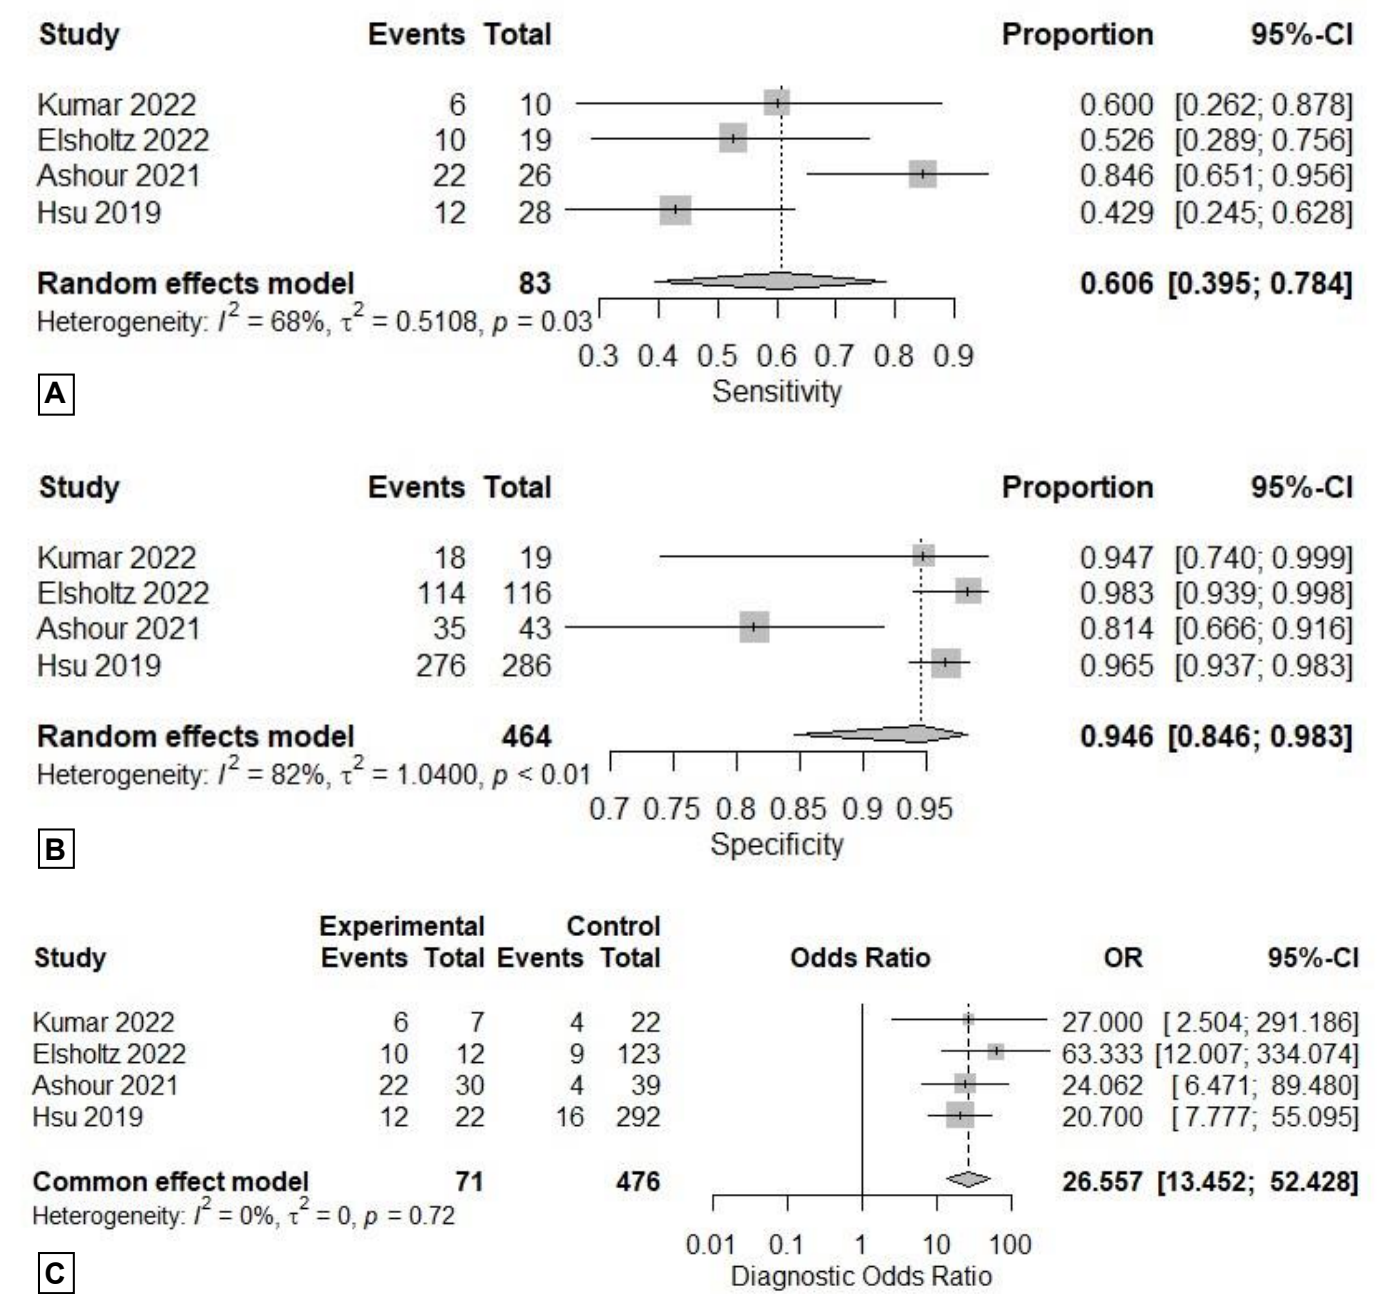 Study Events Total Proportion 95%-CI
Kumar 2022 6 10 0.600 [0.262; 0.878]
Elsholtz 2022 10 19 0.526 [0.289; 0.756]
Ashour 2021 22 26 0.846 [0.651; 0.956]
Hsu 2019 12 28 0.429 [0.245; 0.628]
Random effects model 83 0.606 [0.395; 0.784]
Heterogeneity: I² = 68%, τ² = 0.5108, p = 0.03
0.3 0.4 0.5 0.6 0.7 0.8 0.9
Sensitivity
A
Study Events Total Proportion 95%-CI
Kumar 2022 18 19 0.947 [0.740; 0.999]
Elsholtz 2022 114 116 0.983 [0.939; 0.998]
Ashour 2021 35 43 0.814 [0.666; 0.916]
Hsu 2019 276 286 0.965 [0.937; 0.983]
Random effects model 464 0.946 [0.846; 0.983]
Heterogeneity: I² = 82%, τ² = 1.0400, p < 0.01
0.7 0.75 0.8 0.85 0.9 0.95
Specificity
B
Experimental Control
Study Events Total Events Total Odds Ratio OR 95%-CI
Kumar 2022 6 7 4 22 27.000 [ 2.504; 291.186]
Elsholtz 2022 10 12 9 123 63.333 [12.007; 334.074]
Ashour 2021 22 30 4 39 24.062 [ 6.471; 89.480]
Hsu 2019 12 22 16 292 20.700 [ 7.777; 55.095]
Common effect model 71 476 26.557 [13.452; 52.428]
Heterogeneity: I² = 0%, τ² = 0, p = 0.72
0.01 0.1 1 10 100
Diagnostic Odds Ratio
C